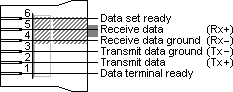 6 Data set ready
5 Receive data (Rx+)
4 Receive data ground (Rx−)
3 Transmit data ground (Tx−)
2 Transmit data (Tx+)
1 Data terminal ready